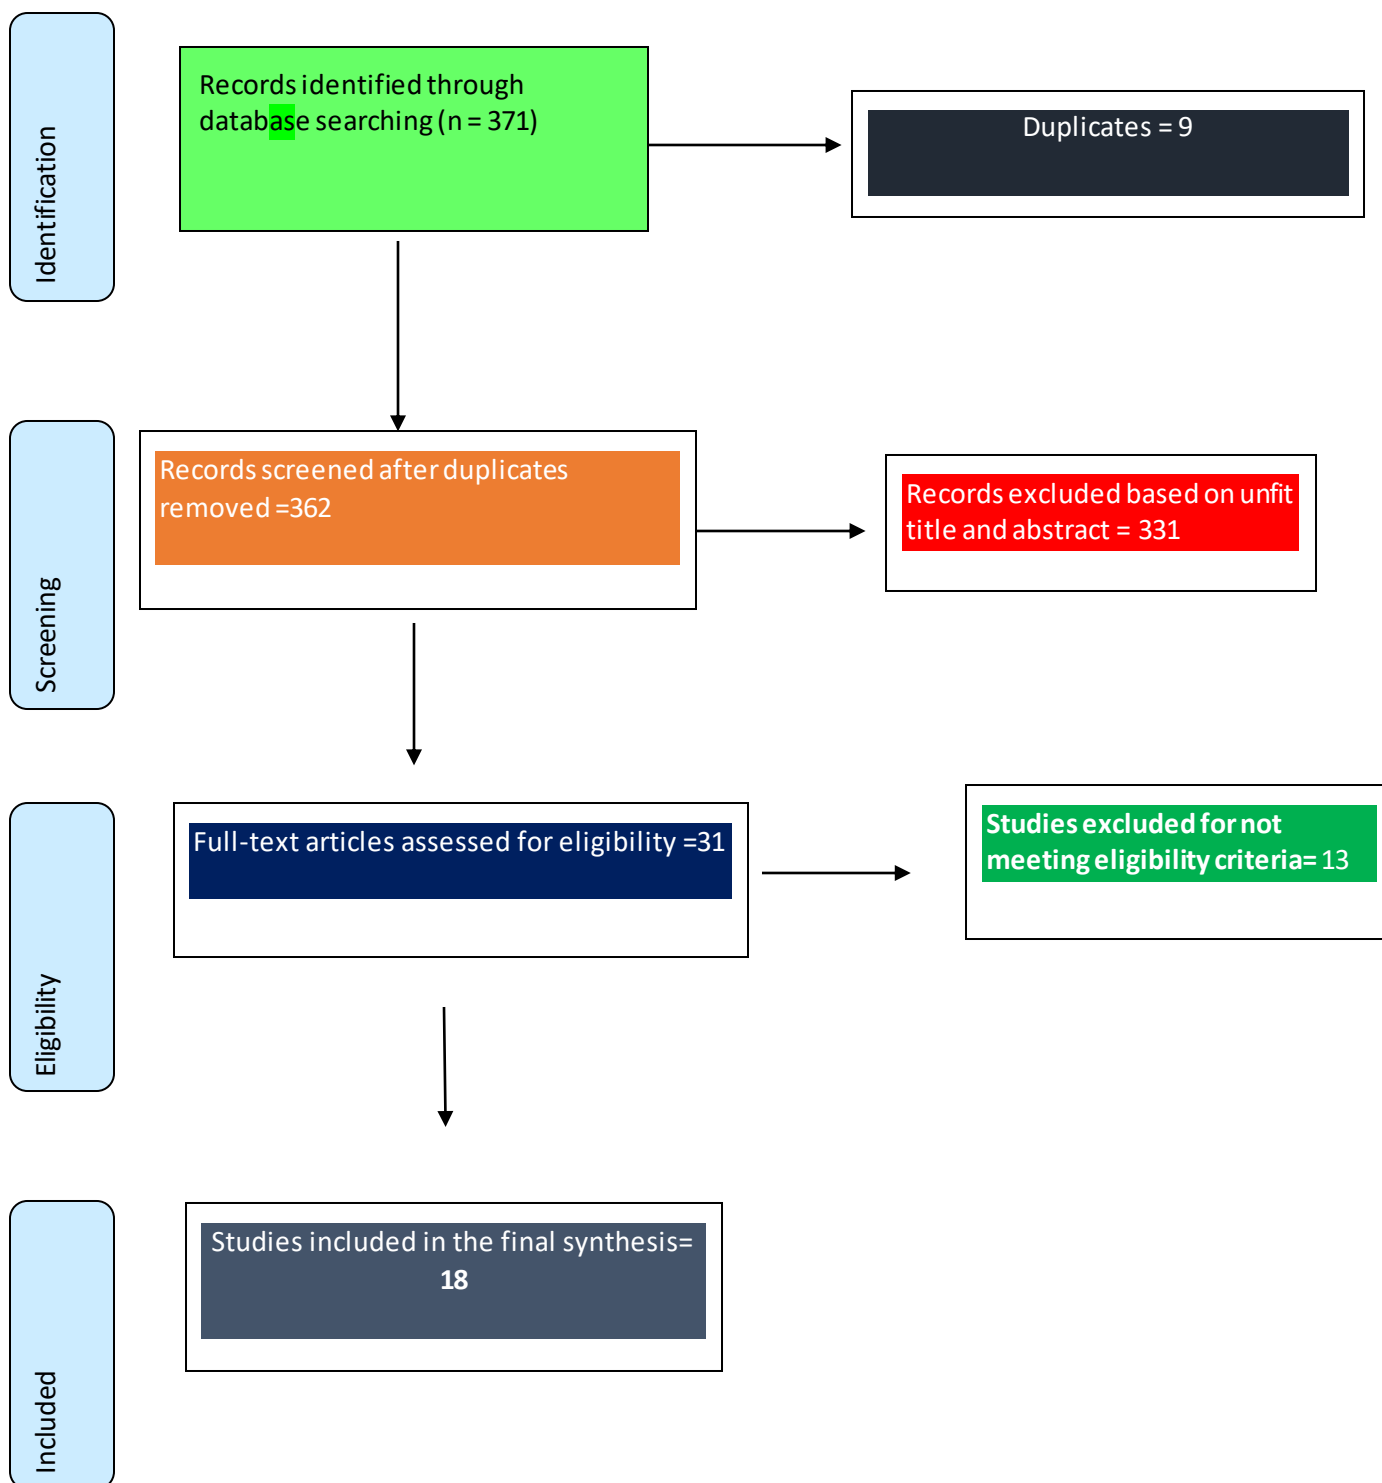 Identification
Records identified through
database searching (n = 371)
Duplicates = 9
Screening
Records screened after duplicates
removed =362
Records excluded based on unfit
title and abstract = 331
Eligibility
Full-text articles assessed for eligibility =31
Studies excluded for not
meeting eligibility criteria= 13
Included
Studies included in the final synthesis=
18